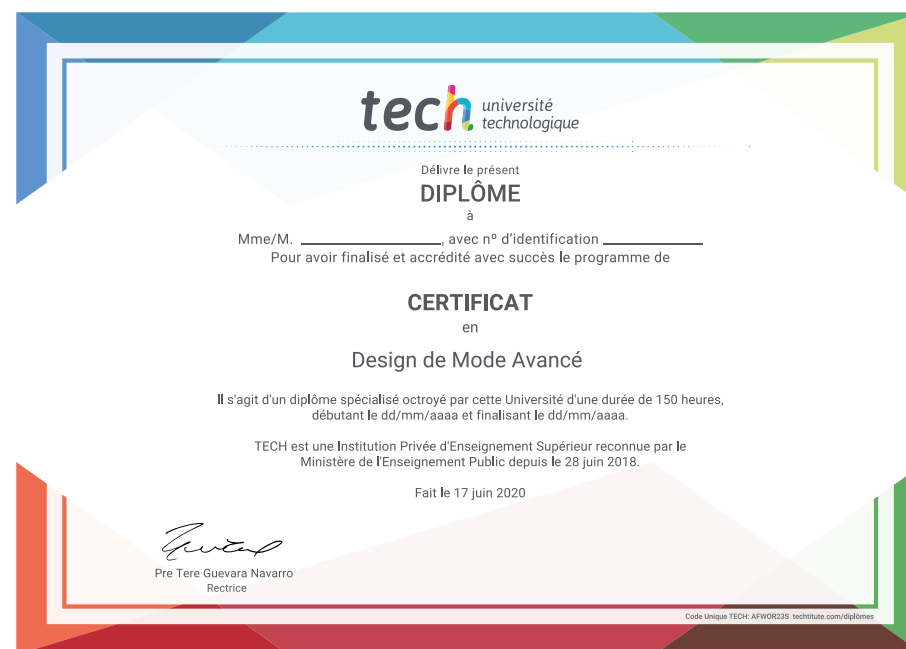 tech université
technologique
Délivre le présent
DIPLÔME
à
Mme/M. ____________________, avec nº d'identification ______________
Pour avoir finalisé et accrédité avec succès le programme de
CERTIFICAT
en
Design de Mode Avancé
Il s'agit d'un diplôme spécialisé octroyé par cette Université d'une durée de 150 heures,
débutant le dd/mm/aaaa et finalisant le dd/mm/aaaa.
TECH est une Institution Privée d'Enseignement Supérieur reconnue par le
Ministère de l'Enseignement Public depuis le 28 juin 2018.
Fait le 17 juin 2020
Pre Tere Guevara Navarro
Rectrice
Code Unique TECH: AFWOR23S techtitute.com/diplômes